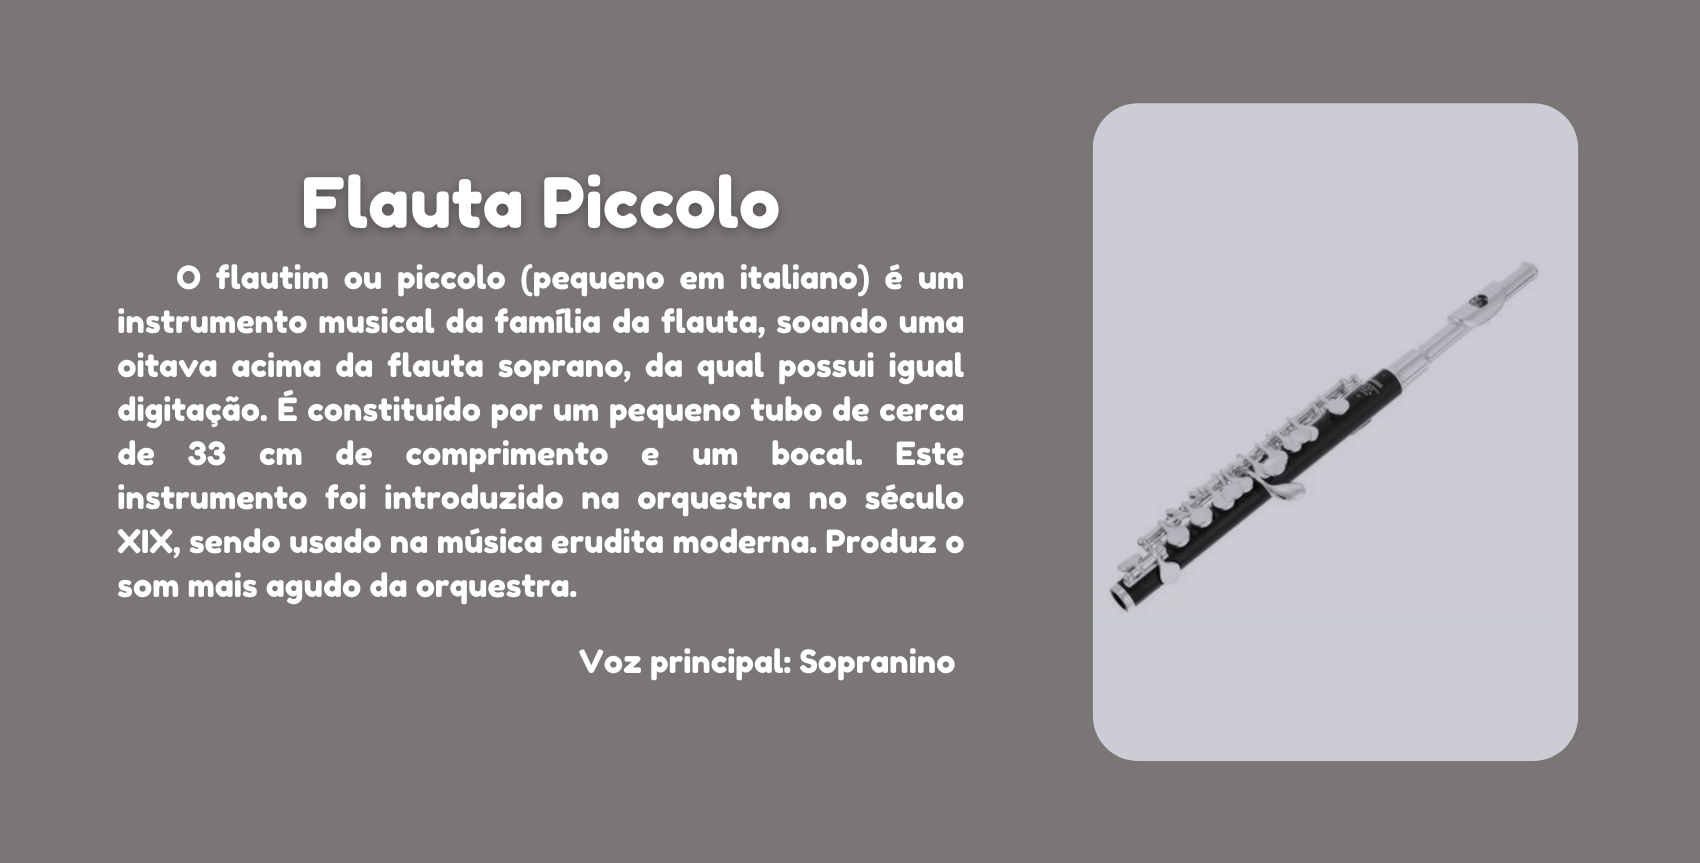 Flauta Piccolo
O flautim ou piccolo (pequeno em italiano) é um
instrumento musical da família da flauta, soando uma
oitava acima da flauta soprano, da qual possui igual
digitação. É constituído por um pequeno tubo de cerca
de 33 cm de comprimento e um bocal. Este
instrumento foi introduzido na orquestra no século
XIX, sendo usado na música erudita moderna. Produz o
som mais agudo da orquestra.
Voz principal: Sopranino